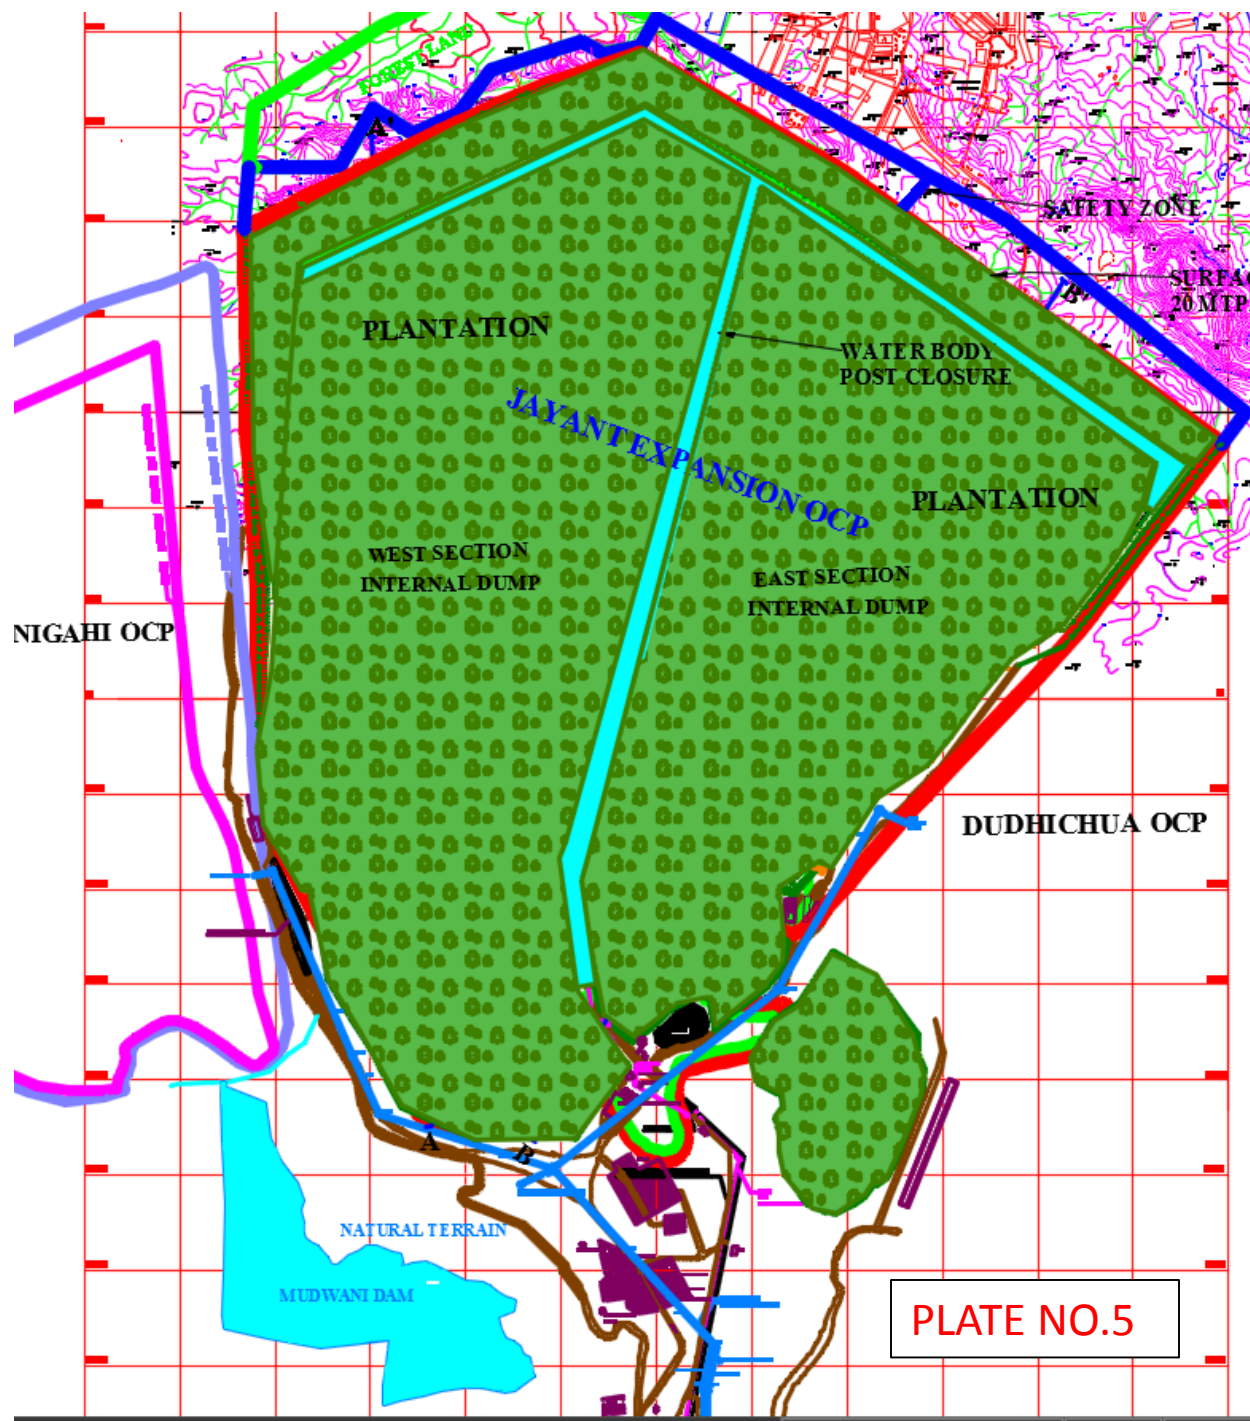 FOREST LAND
A'
SAFETY ZONE
SURFAC
20 MTP
B'
PLANTATION
WATER BODY
POST CLOSURE
JAYANT EXPANSION OCP
PLANTATION
WEST SECTION
INTERNAL DUMP
EAST SECTION
INTERNAL DUMP
NIGAHI OCP
DUDHICHUA OCP
A
B
NATURAL TERRAIN
MUDWANI DAM
PLATE NO.5